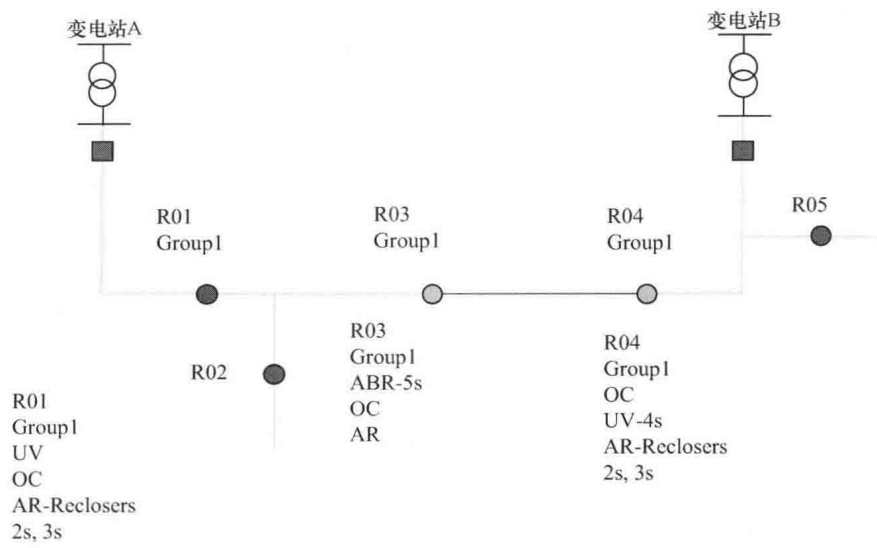 变电站A
变电站B
R01
Group1
R03
Group1
R04
Group1
R05
R02
R03
Group1
ABR-5s
OC
AR
R04
Group1
OC
UV-4s
AR-Reclosers
2s, 3s
R01
Group1
UV
OC
AR-Reclosers
2s, 3s